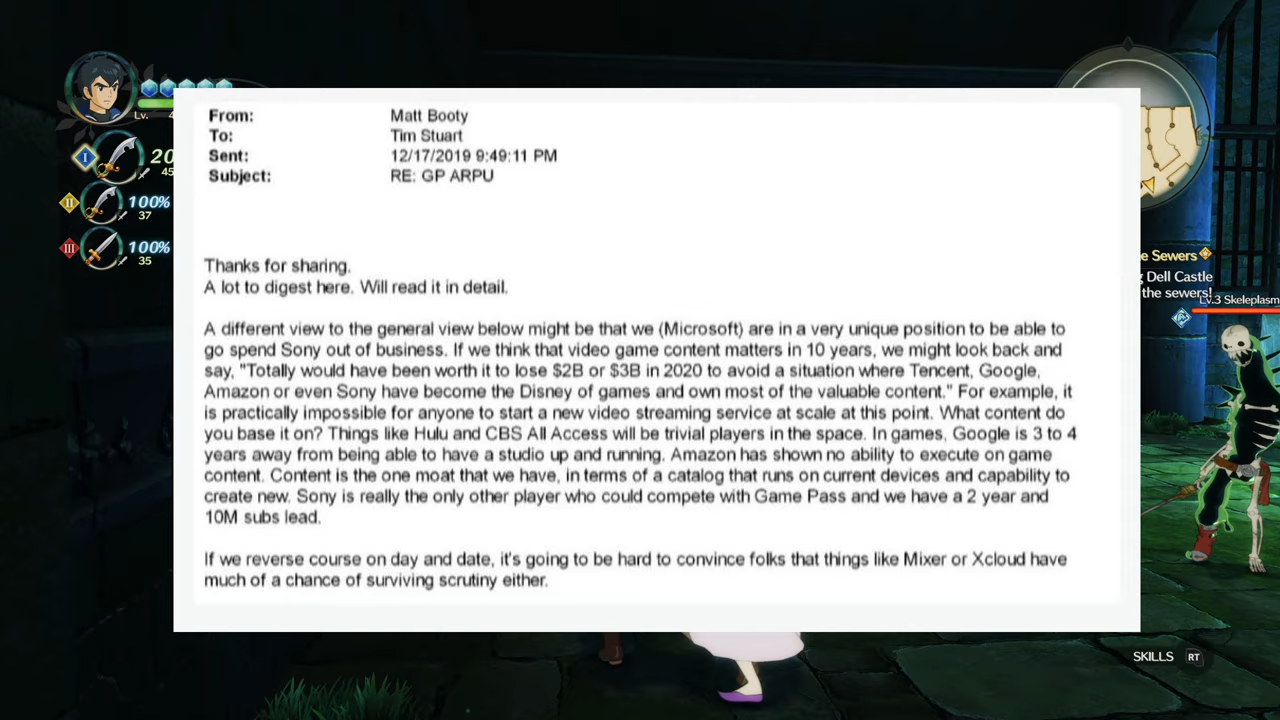 From: Matt Booty
To: Tim Stuart
Sent: 12/17/2019 9:49:11 PM
Subject: RE: GP ARPU
Thanks for sharing.
A lot to digest here. Will read it in detail.
A different view to the general view below might be that we (Microsoft) are in a very unique position to be able to
go spend Sony out of business. If we think that video game content matters in 10 years, we might look back and
say, "Totally would have been worth it to lose $2B or $3B in 2020 to avoid a situation where Tencent, Google,
Amazon or even Sony have become the Disney of games and own most of the valuable content." For example, it
is practically impossible for anyone to start a new video streaming service at scale at this point. What content do
you base it on? Things like Hulu and CBS All Access will be trivial players in the space. In games, Google is 3 to 4
years away from being able to have a studio up and running. Amazon has shown no ability to execute on game
content. Content is the one moat that we have, in terms of a catalog that runs on current devices and capability to
create new. Sony is really the only other player who could compete with Game Pass and we have a 2 year and
10M subs lead.
If we reverse course on day and date, it's going to be hard to convince folks that things like Mixer or Xcloud have
much of a chance of surviving scrutiny either.
Lv. 4
I
20
45
II
100%
37
III
100%
35
e Sewers
g Dell Castle
the sewers!
Lv.3 Skeleplasm
SKILLS RT